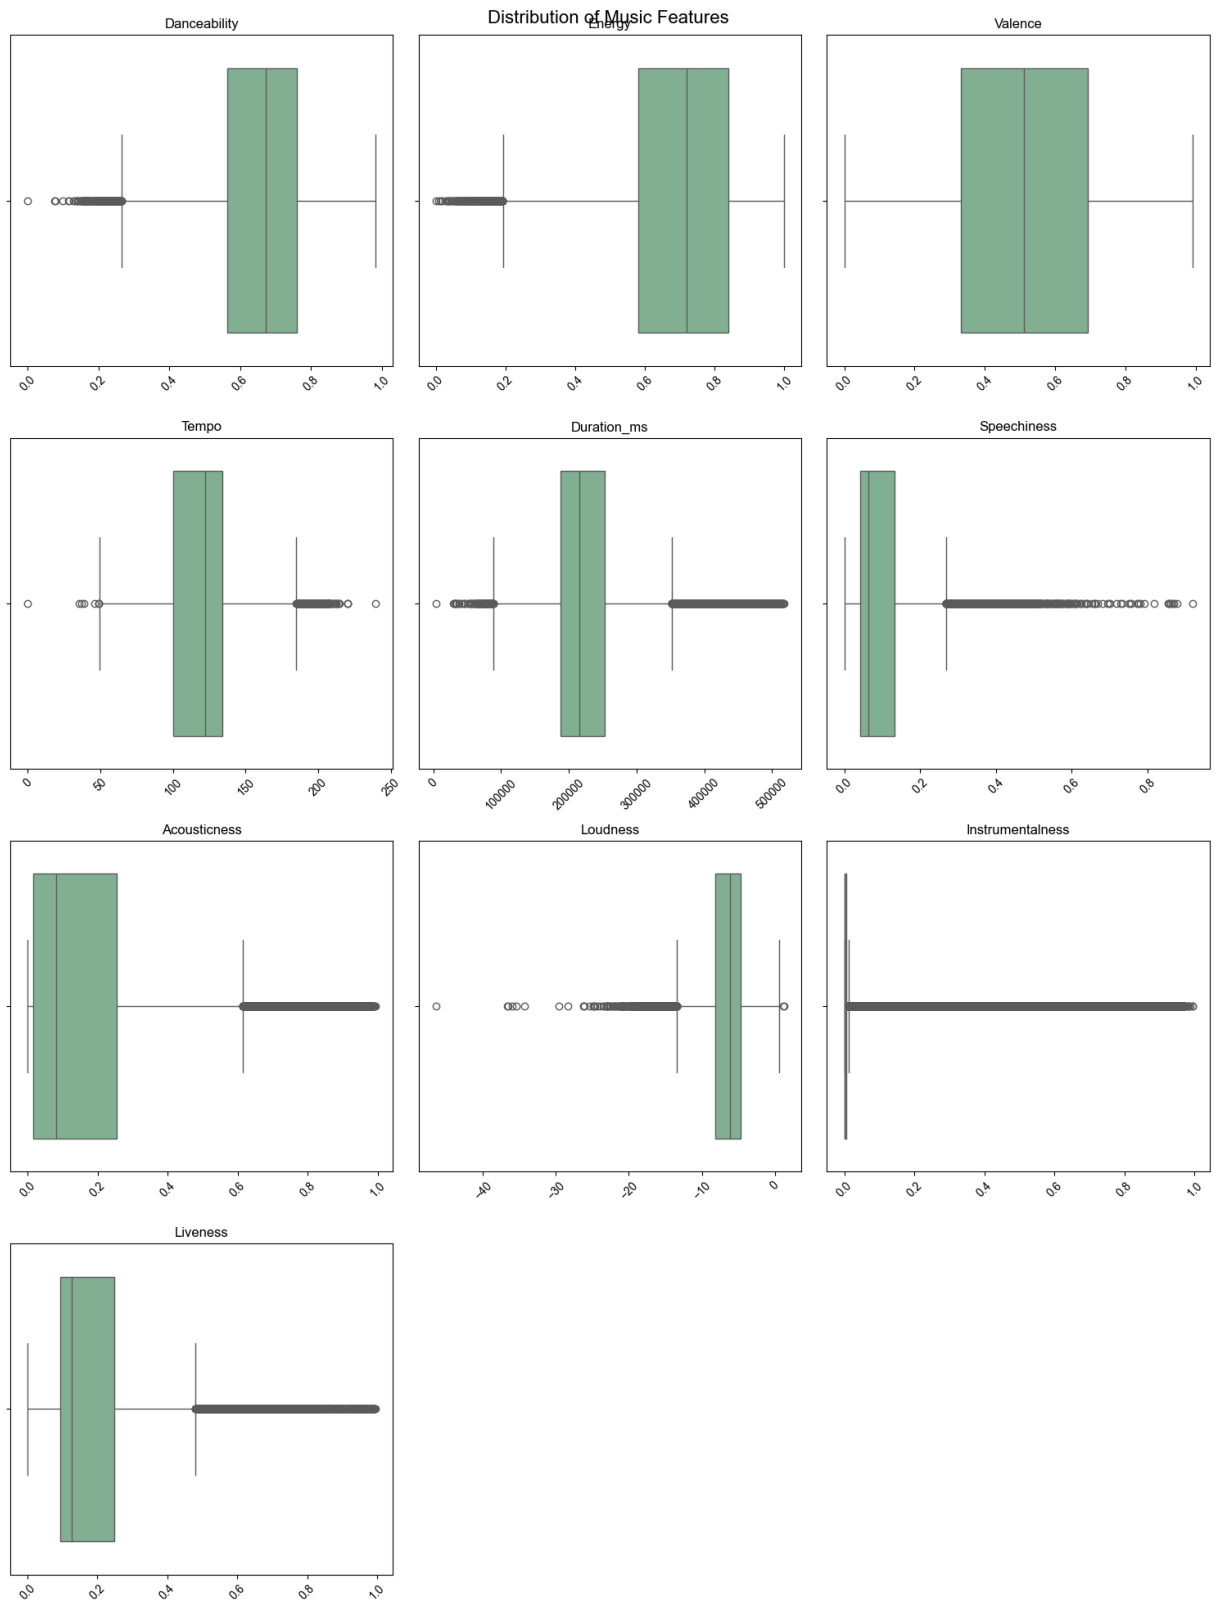 Distribution of Music Features
Danceability
Energy
Valence
0.0 0.2 0.4 0.6 0.8 1.0
0.0 0.2 0.4 0.6 0.8 1.0
0.0 0.2 0.4 0.6 0.8 1.0
Tempo
Duration_ms
Speechiness
0 50 100 150 200 250
0 100000 200000 300000 400000 500000
0.0 0.2 0.4 0.6 0.8
Acousticness
Loudness
Instrumentalness
0.0 0.2 0.4 0.6 0.8 1.0
−40 −30 −20 −10 0
0.0 0.2 0.4 0.6 0.8 1.0
Liveness
0.0 0.2 0.4 0.6 0.8 1.0